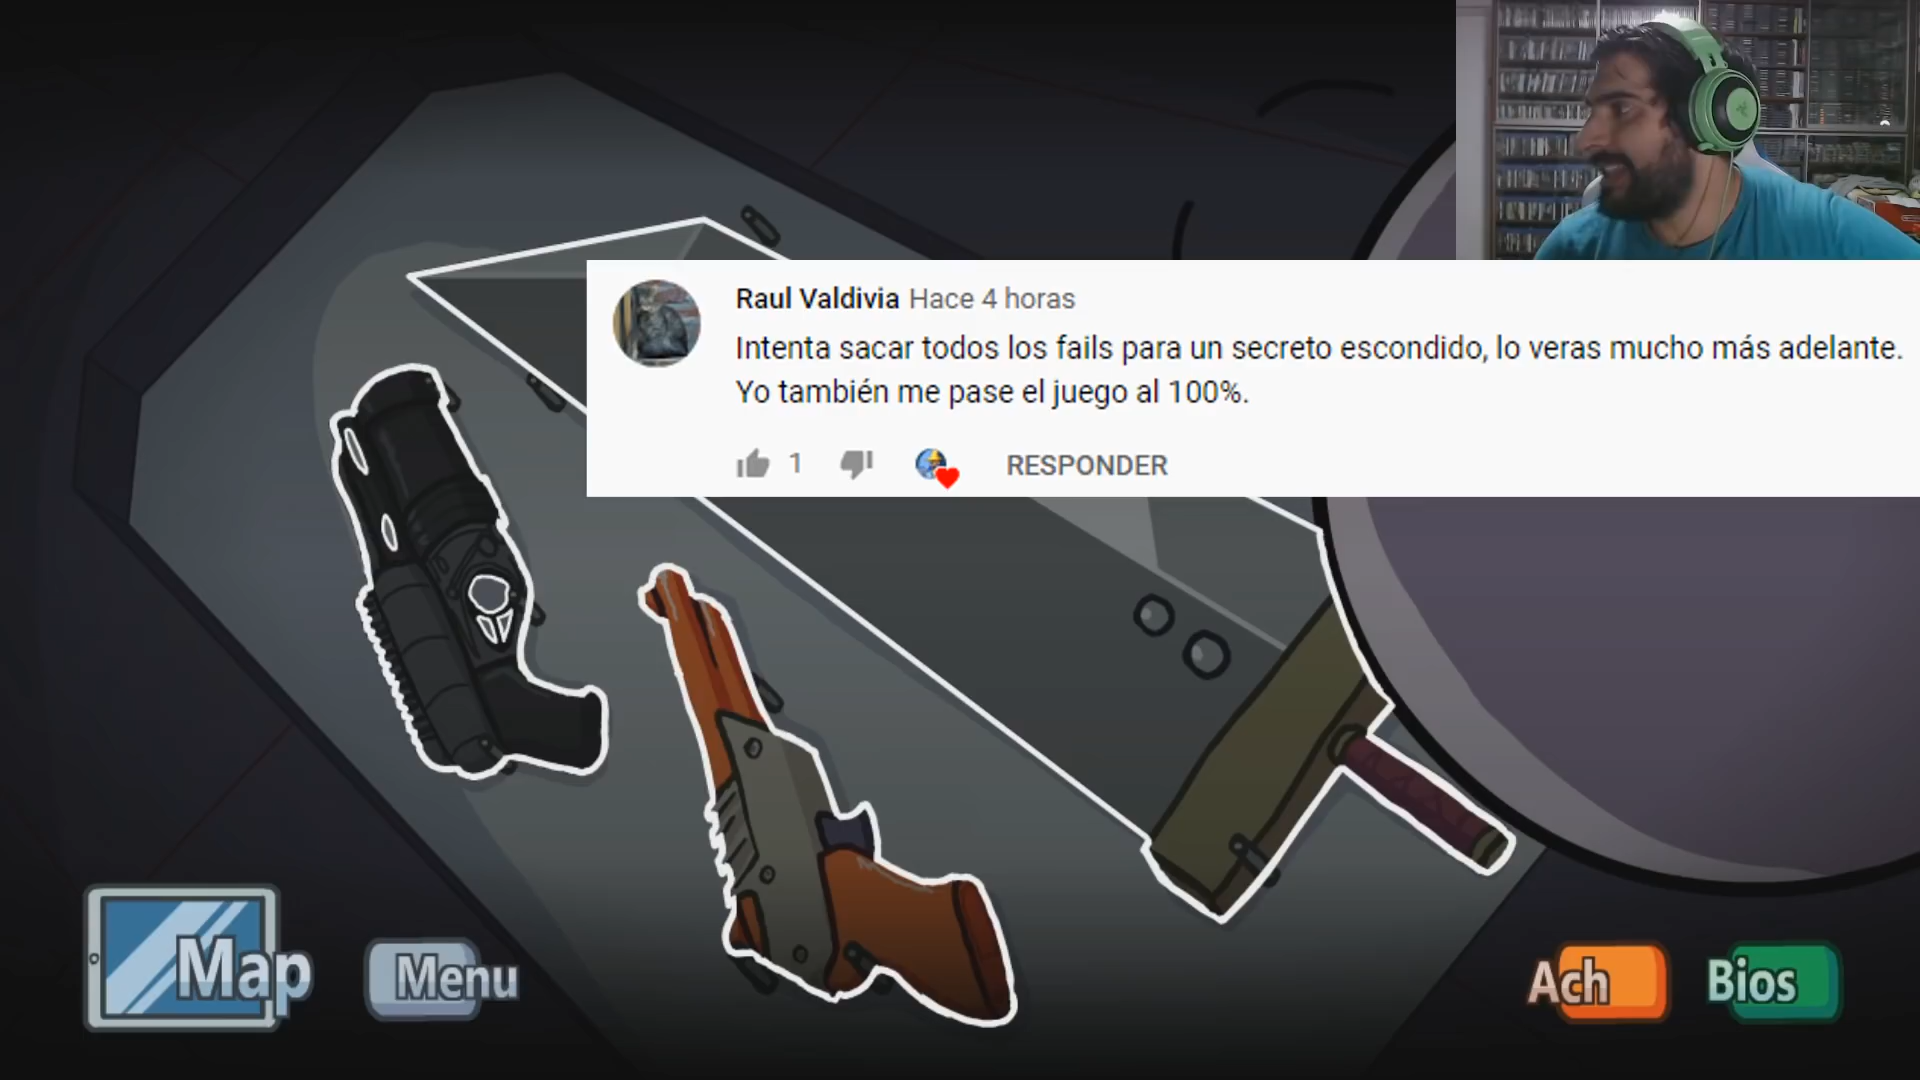 Raul Valdivia Hace 4 horas
Intenta sacar todos los fails para un secreto escondido, lo veras mucho más adelante.
Yo también me pase el juego al 100%.
1 RESPONDER
Map
Menu
Ach
Bios